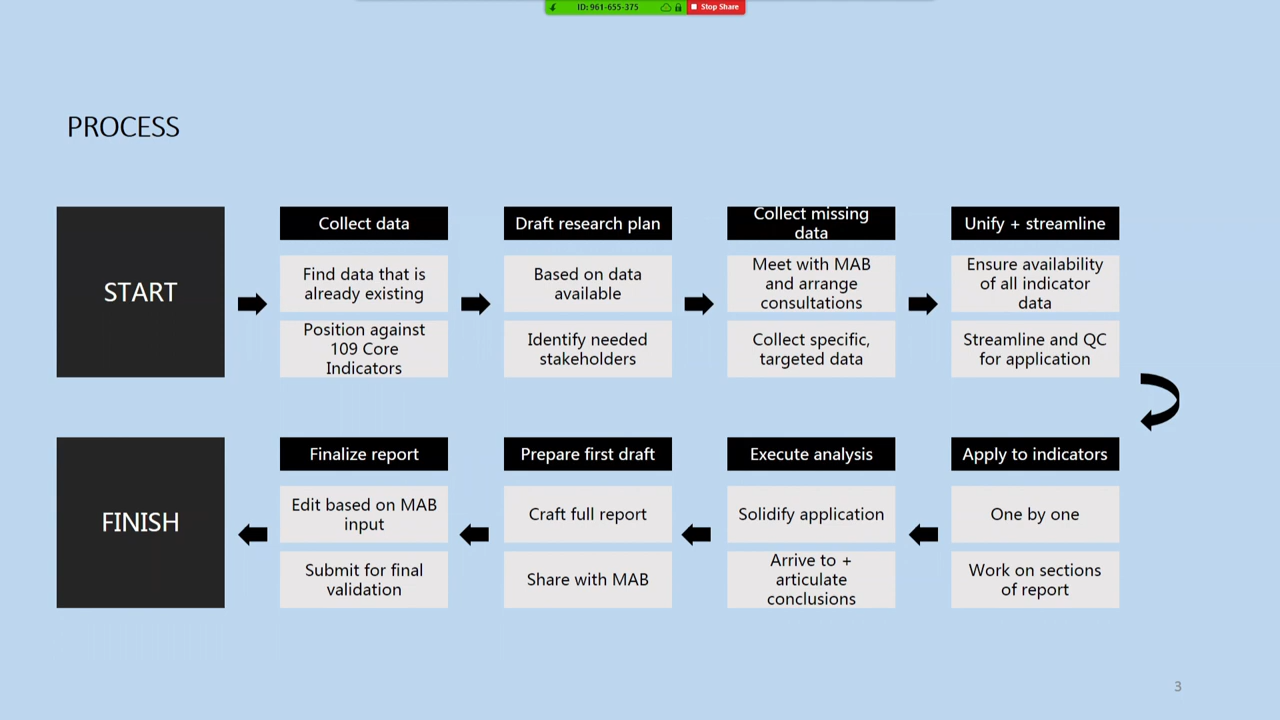 ID: 961-655-375
Stop Share
PROCESS
START
Collect data
Find data that is
already existing
Position against
109 Core
Indicators
Draft research plan
Based on data
available
Identify needed
stakeholders
Collect missing
data
Meet with MAB
and arrange
consultations
Collect specific,
targeted data
Unify + streamline
Ensure availability
of all indicator
data
Streamline and QC
for application
Apply to indicators
One by one
Work on sections
of report
Execute analysis
Solidify application
Arrive to +
articulate
conclusions
Prepare first draft
Craft full report
Share with MAB
Finalize report
Edit based on MAB
input
Submit for final
validation
FINISH
3